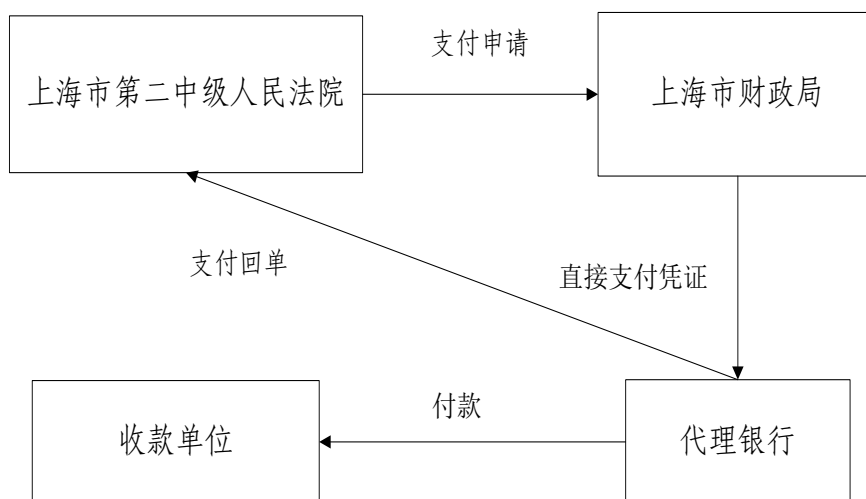 支付申请
上海市第二中级人民法院
上海市财政局
支付回单
直接支付凭证
付款
收款单位
代理银行